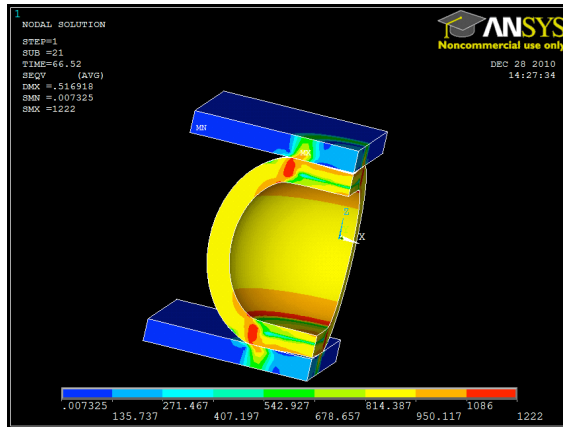 1
NODAL SOLUTION
STEP=1
SUB =21
TIME=66.52
SEQV (AVG)
DMX =.516918
SMN =.007325
SMX =1222
ANSYS
Noncommercial use only
DEC 28 2010
14:27:34
MN
MX
Z
X
.007325 271.467 542.927 814.387 1086
135.737 407.197 678.657 950.117 1222